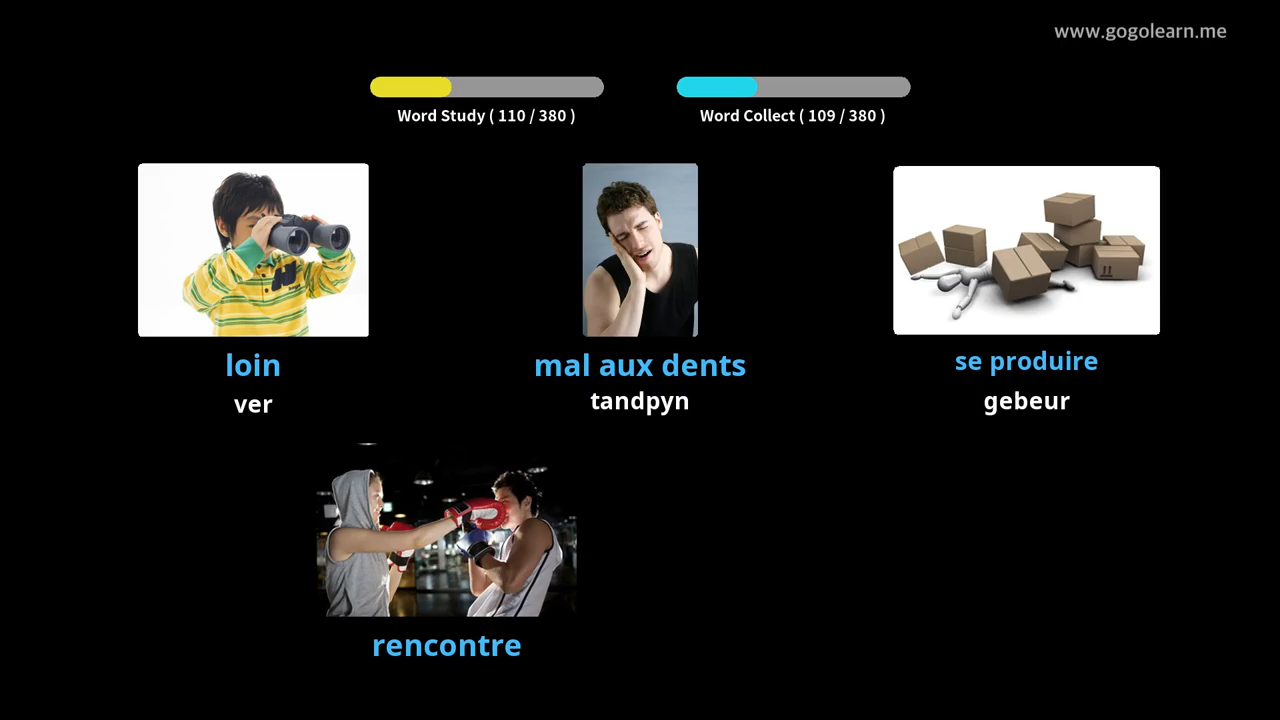 www.gogolearn.me
Word Study ( 110 / 380 )
Word Collect ( 109 / 380 )
loin
ver
mal aux dents
tandpyn
se produire
gebeur
rencontre